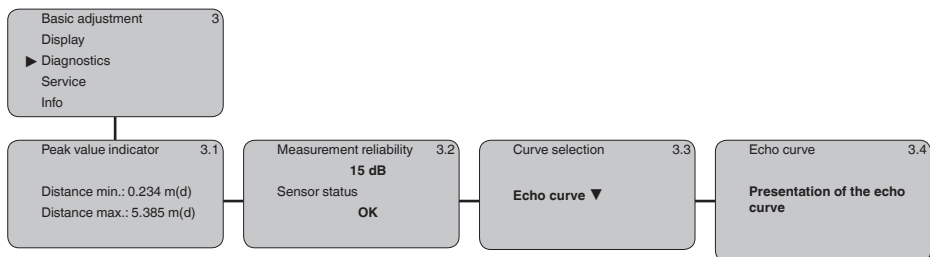 Basic adjustment 3
Display
▶ Diagnostics
Service
Info
Peak value indicator 3.1
Distance min.: 0.234 m(d)
Distance max.: 5.385 m(d)
Measurement reliability 3.2
15 dB
Sensor status
OK
Curve selection 3.3
Echo curve ▼
Echo curve 3.4
Presentation of the echo
curve